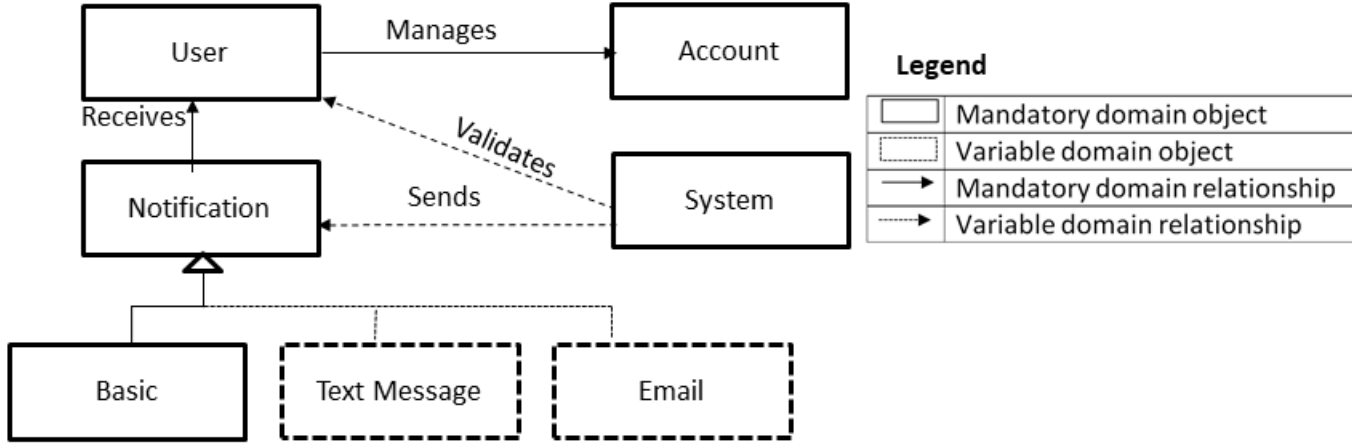 User
Manages
Account
Legend
Mandatory domain object
Variable domain object
Mandatory domain relationship
Variable domain relationship
Receives
Validates
Notification
Sends
System
Basic
Text Message
Email